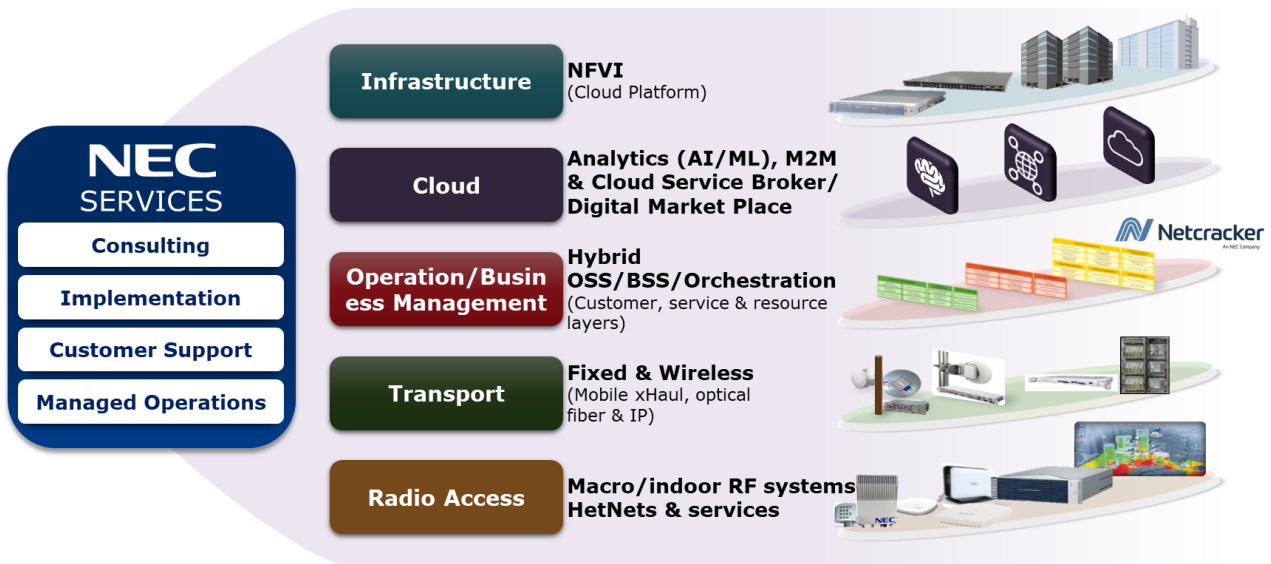 NEC
SERVICES
Consulting
Implementation
Customer Support
Managed Operations
Infrastructure
NFVI
(Cloud Platform)
Cloud
Analytics (AI/ML), M2M
& Cloud Service Broker/
Digital Market Place
Operation/Busin
ess Management
Hybrid
OSS/BSS/Orchestration
(Customer, service & resource
layers)
Netcracker
An NEC Company
Transport
Fixed & Wireless
(Mobile xHaul, optical
fiber & IP)
Radio Access
Macro/indoor RF systems
HetNets & services
NEC